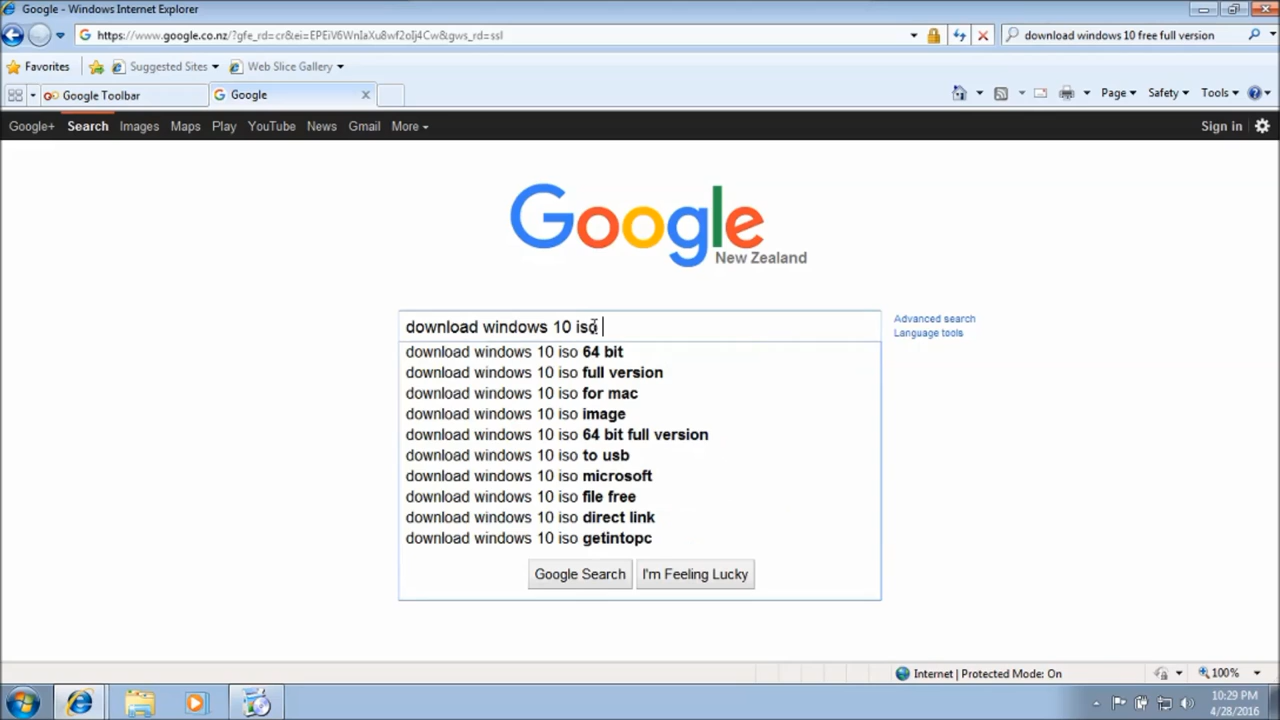 Google - Windows Internet Explorer
https://www.google.co.nz/?gfe_rd=cr&ei=EPEiV6WnIaXu8wf2oIj4Cw&gws_rd=ssl
download windows 10 free full version
Favorites Suggested Sites Web Slice Gallery
Google Toolbar Google Page Safety Tools
Google+ Search Images Maps Play YouTube News Gmail More Sign in
Google
New Zealand
download windows 10 iso
Advanced search
Language tools
download windows 10 iso 64 bit
download windows 10 iso full version
download windows 10 iso for mac
download windows 10 iso image
download windows 10 iso 64 bit full version
download windows 10 iso to usb
download windows 10 iso microsoft
download windows 10 iso file free
download windows 10 iso direct link
download windows 10 iso getintopc
Google Search I'm Feeling Lucky
Internet | Protected Mode: On 100%
10:29 PM
4/28/2016